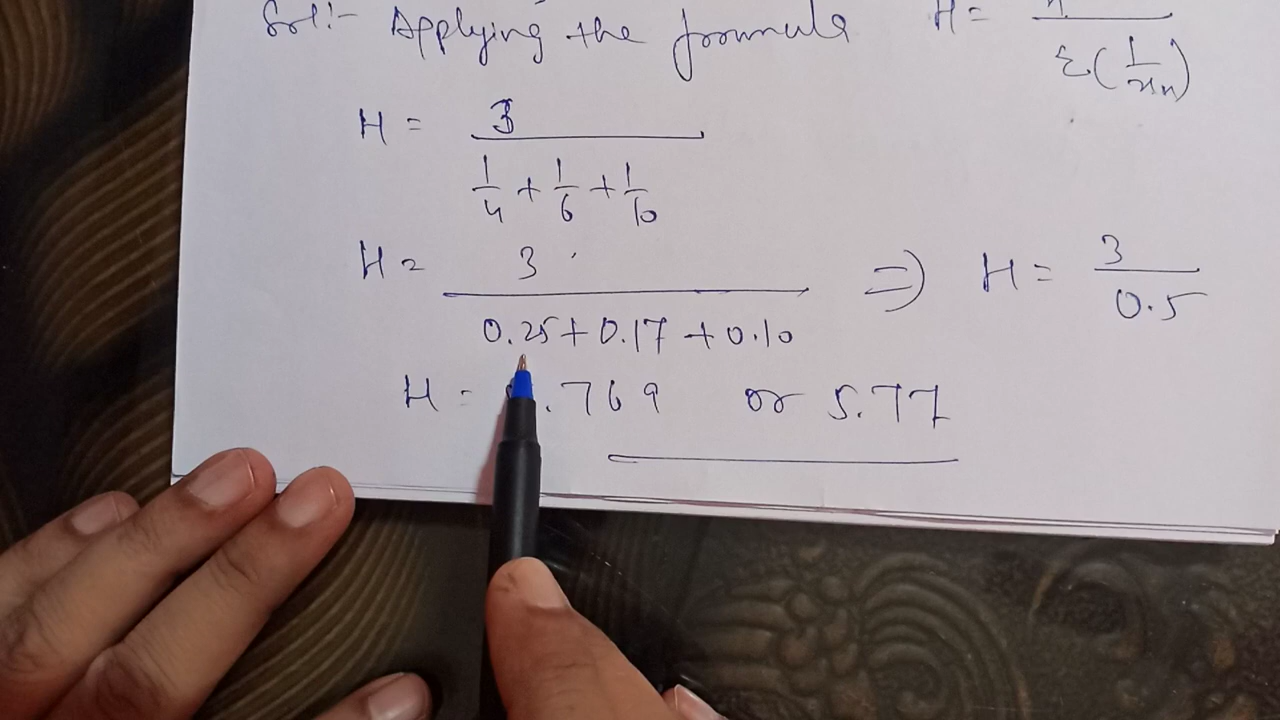 Sol:- Applying the formula H = n / Σ(1/xn)
H = 3 / (1/4 + 1/6 + 1/10)
H = 3 / (0.25 + 0.17 + 0.10) ⇒ H = 3 / 0.5
H = .769 or 5.77